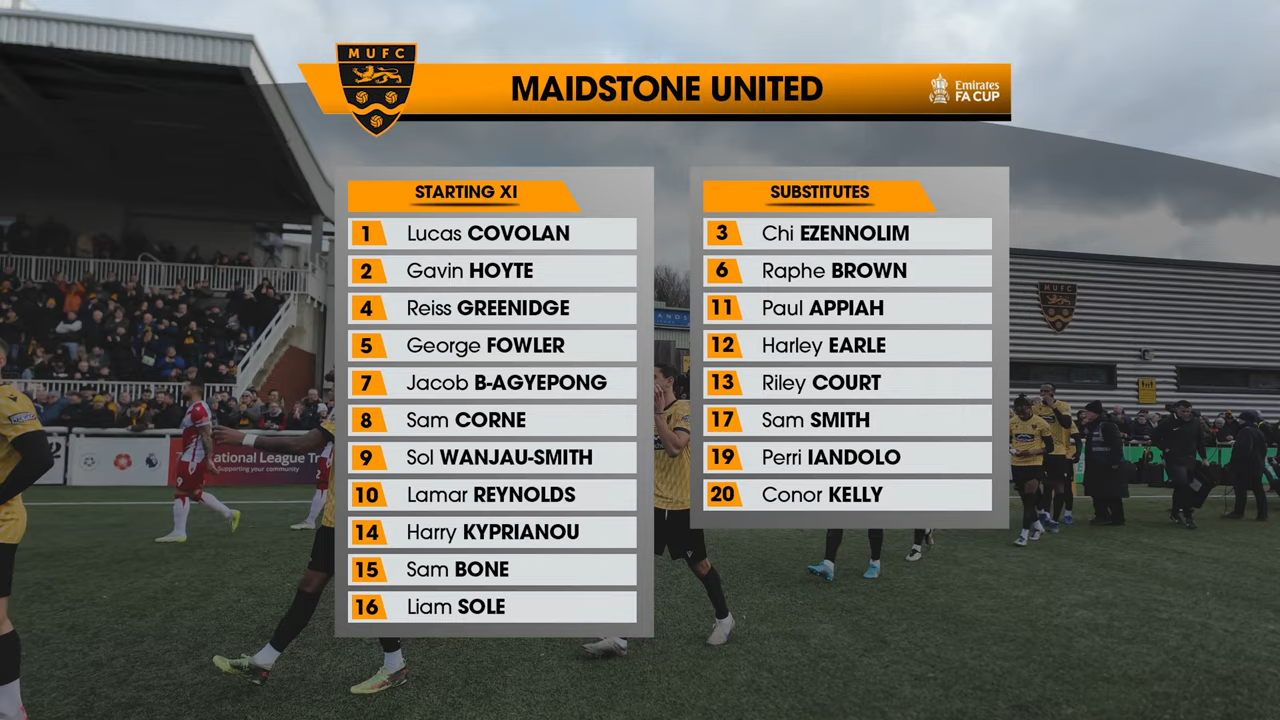 MUFC
MAIDSTONE UNITED
Emirates
FA CUP
STARTING XI
1 Lucas COVOLAN
2 Gavin HOYTE
4 Reiss GREENIDGE
5 George FOWLER
7 Jacob B-AGYEPONG
8 Sam CORNE
9 Sol WANJAU-SMITH
10 Lamar REYNOLDS
14 Harry KYPRIANOU
15 Sam BONE
16 Liam SOLE
SUBSTITUTES
3 Chi EZENNOLIM
6 Raphe BROWN
11 Paul APPIAH
12 Harley EARLE
13 Riley COURT
17 Sam SMITH
19 Perri IANDOLO
20 Conor KELLY
MUFC
ational League Tr
Supporting your community
9